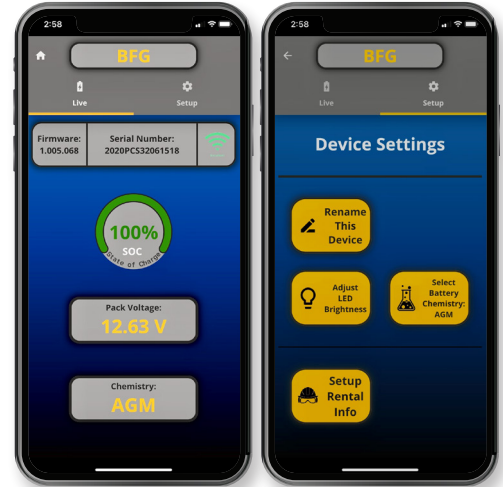 2:58
BFG
Live
Setup
Firmware:
1.005.068
Serial Number:
2020PCS32061518
100%
SOC
State of Charge
Pack Voltage:
12.63 V
Chemistry:
AGM
2:58
BFG
Live
Setup
Device Settings
Rename
This
Device
Adjust
LED
Brightness
Select
Battery
Chemistry:
AGM
Setup
Rental
Info